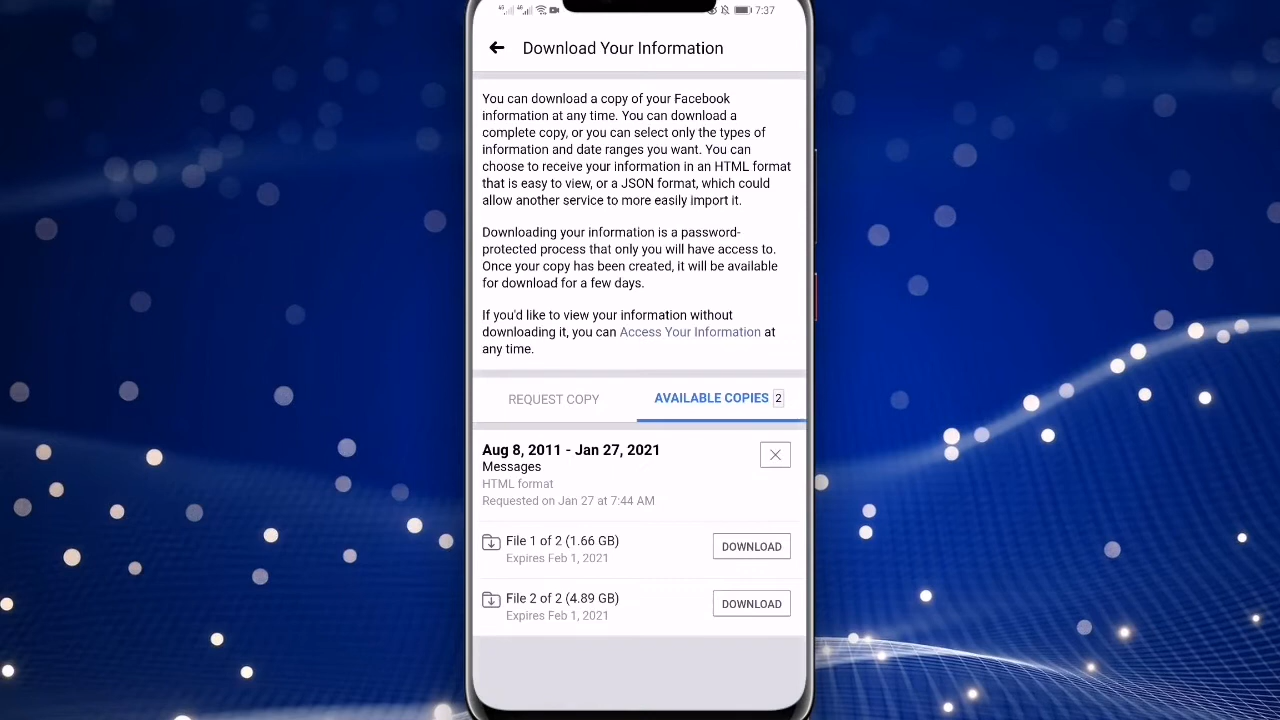 7:37
Download Your Information
You can download a copy of your Facebook
information at any time. You can download a
complete copy, or you can select only the types of
information and date ranges you want. You can
choose to receive your information in an HTML format
that is easy to view, or a JSON format, which could
allow another service to more easily import it.
Downloading your information is a password-
protected process that only you will have access to.
Once your copy has been created, it will be available
for download for a few days.
If you'd like to view your information without
downloading it, you can Access Your Information at
any time.
REQUEST COPY
AVAILABLE COPIES 2
Aug 8, 2011 - Jan 27, 2021
Messages
HTML format
Requested on Jan 27 at 7:44 AM
File 1 of 2 (1.66 GB)
DOWNLOAD
Expires Feb 1, 2021
File 2 of 2 (4.89 GB)
DOWNLOAD
Expires Feb 1, 2021